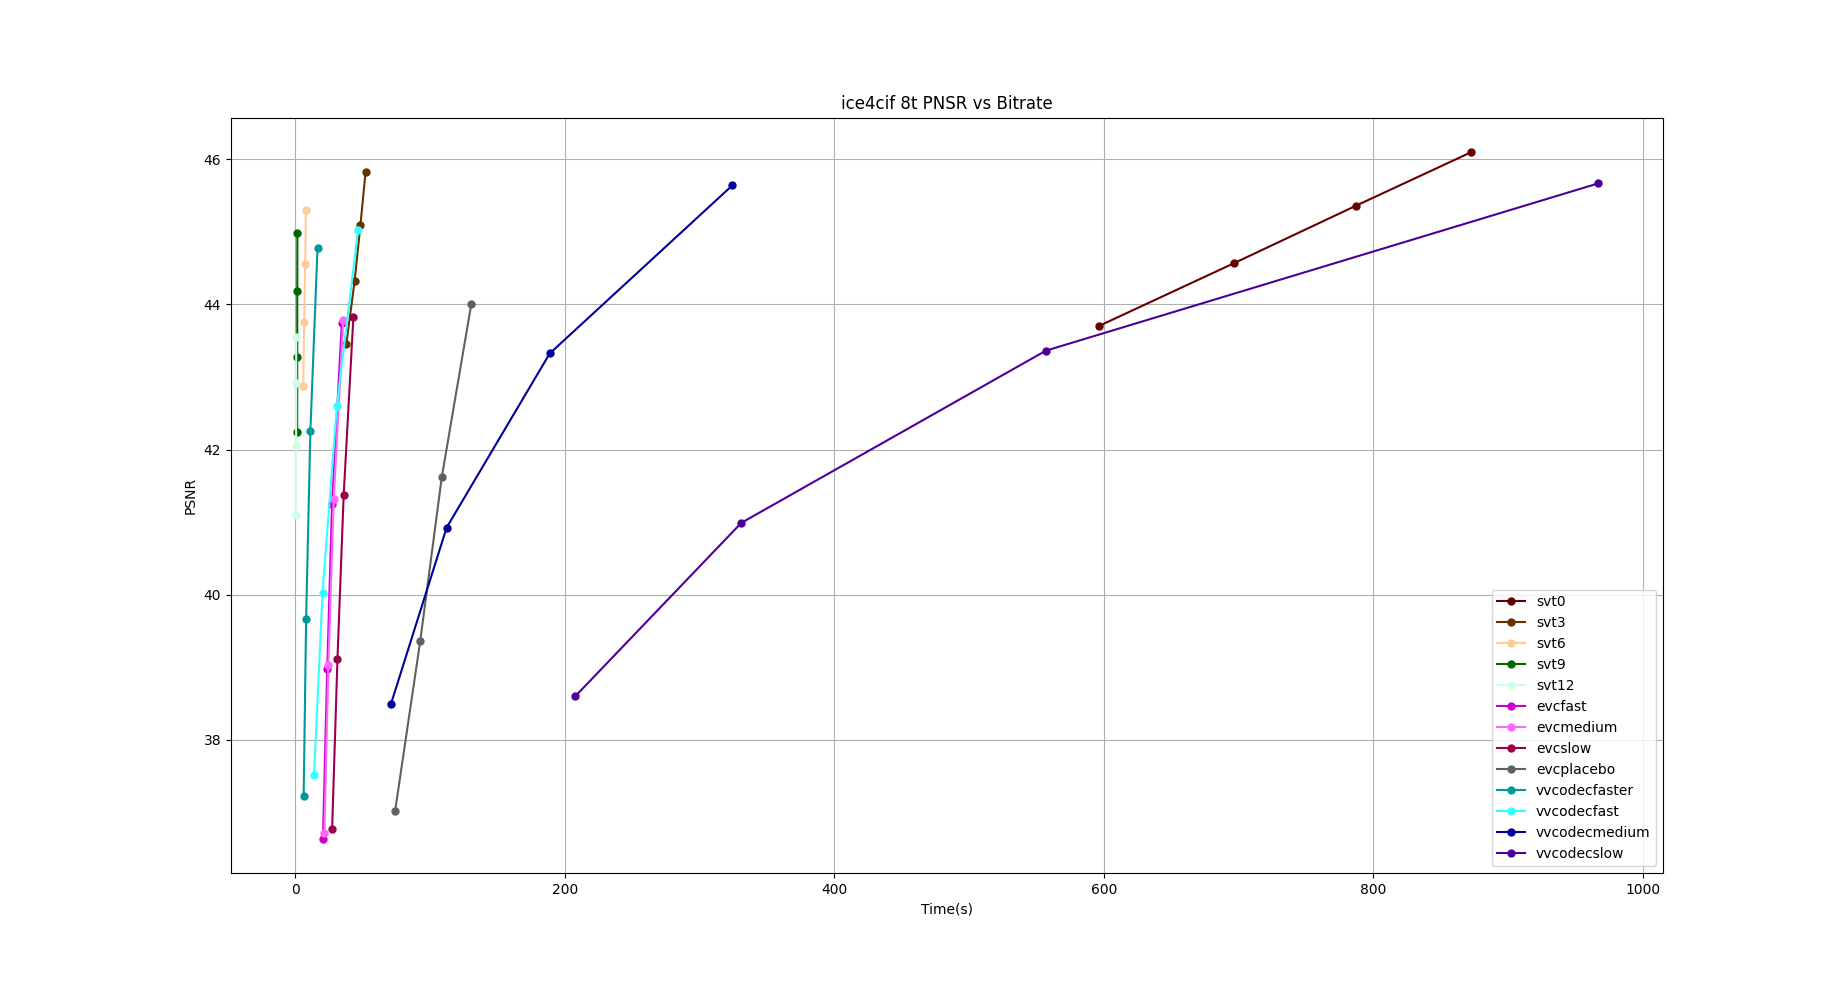 ice4cif 8t PNSR vs Bitrate
46
44
42
40
38
PSNR
0 200 400 600 800 1000
Time(s)
svt0
svt3
svt6
svt9
svt12
evcfast
evcmedium
evcslow
evcplacebo
vvcodecfaster
vvcodecfast
vvcodecmedium
vvcodecslow